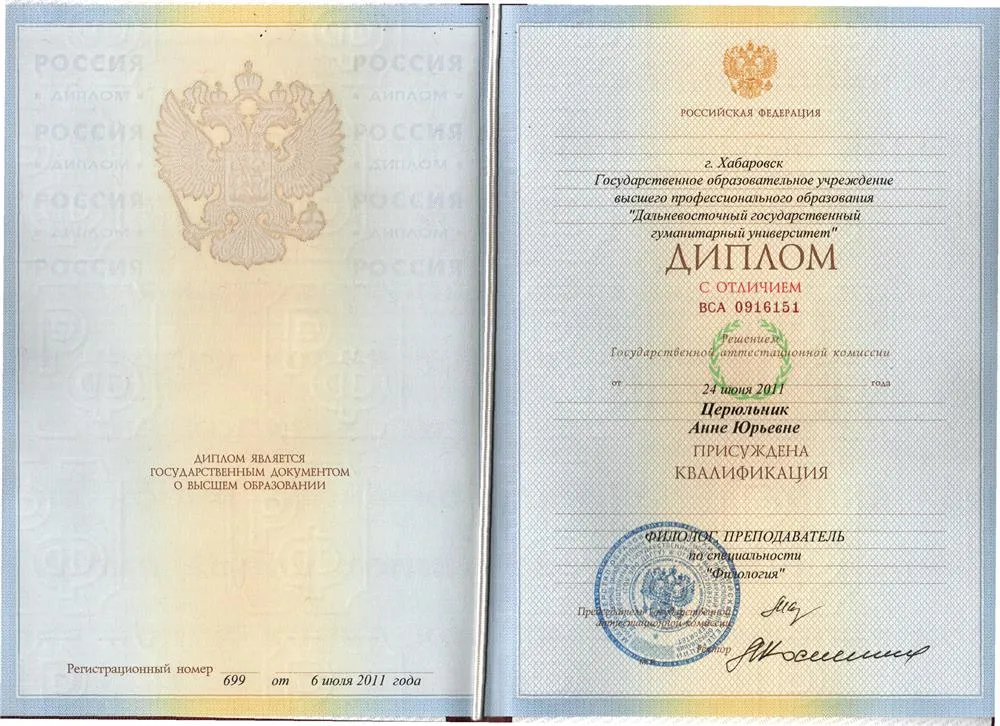 РОССИЯ РОССИЯ
ДИПЛОМ ДИПЛОМ
РОССИЯ РОССИЯ
ДИПЛОМ ДИПЛОМ
РОССИЯ РОССИЯ
ДИПЛОМ ДИПЛОМ
РОССИЯ РОССИЯ
ДИПЛОМ ЯВЛЯЕТСЯ
ГОСУДАРСТВЕННЫМ ДОКУМЕНТОМ
О ВЫСШЕМ ОБРАЗОВАНИИ
Регистрационный номер 699 от 6 июля 2011 года
РОССИЙСКАЯ ФЕДЕРАЦИЯ
г. Хабаровск
Государственное образовательное учреждение
высшего профессионального образования
"Дальневосточный государственный
гуманитарный университет"
ДИПЛОМ
С ОТЛИЧИЕМ
ВСА 0916151
Решением
Государственной аттестационной комиссии
от 24 июня 2011 года
Церюльник
Анне Юрьевне
ПРИСУЖДЕНА
КВАЛИФИКАЦИЯ
ФИЛОЛОГ, ПРЕПОДАВАТЕЛЬ
по специальности
"Филология"
Председатель Государственной
аттестационной комиссии
Ректор